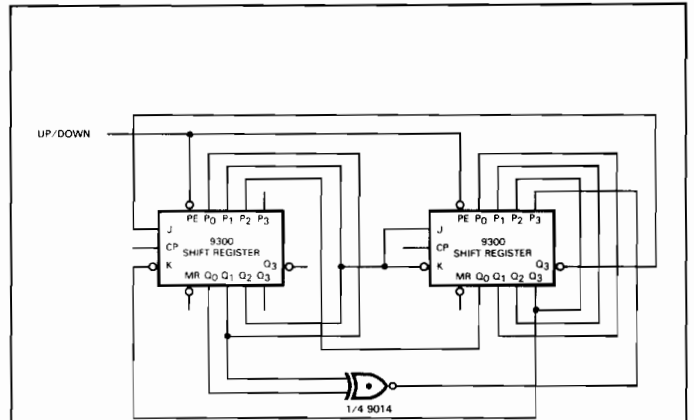 UP/DOWN
PE P0 P1 P2 P3
J
9300
SHIFT REGISTER
CP
K
Q3
MR Q0 Q1 Q2 Q3
PE P0 P1 P2 P3
J
9300
SHIFT REGISTER
CP
K
Q3
MR Q0 Q1 Q2 Q3
1/4 9014